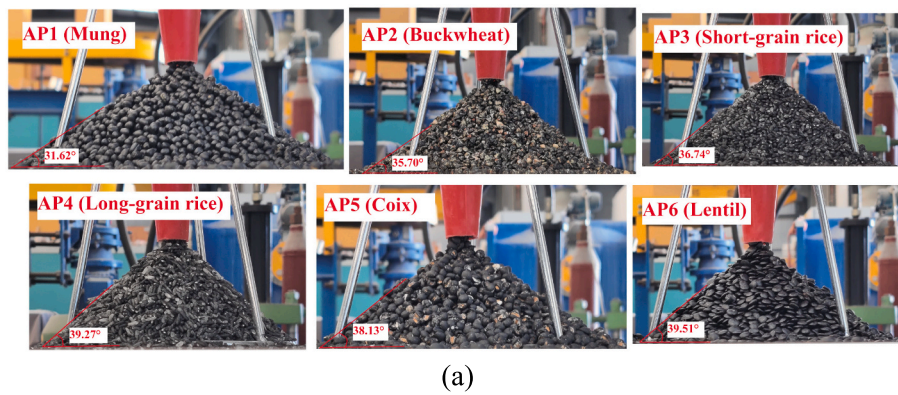 AP1 (Mung)
31.62°
AP2 (Buckwheat)
35.70°
AP3 (Short-grain rice)
36.74°
AP4 (Long-grain rice)
39.27°
AP5 (Coix)
38.13°
AP6 (Lentil)
39.51°
(a)